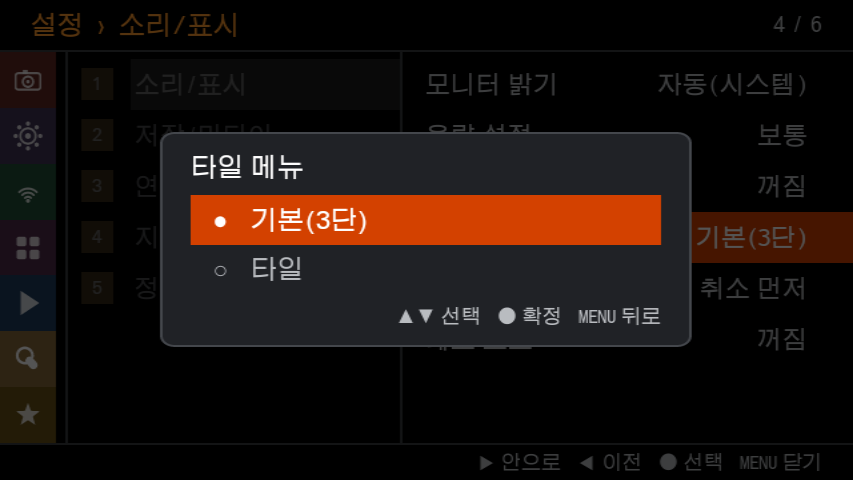 설정 › 소리/표시 4 / 6
1 소리/표시 모니터 밝기 자동(시스템)
2 보통
3 꺼짐
4 기본(3단)
5 취소 먼저
꺼짐
타일 메뉴
● 기본(3단)
○ 타일
▲▼ 선택 ● 확정 MENU 뒤로
▶ 안으로 ◀ 이전 ● 선택 MENU 닫기